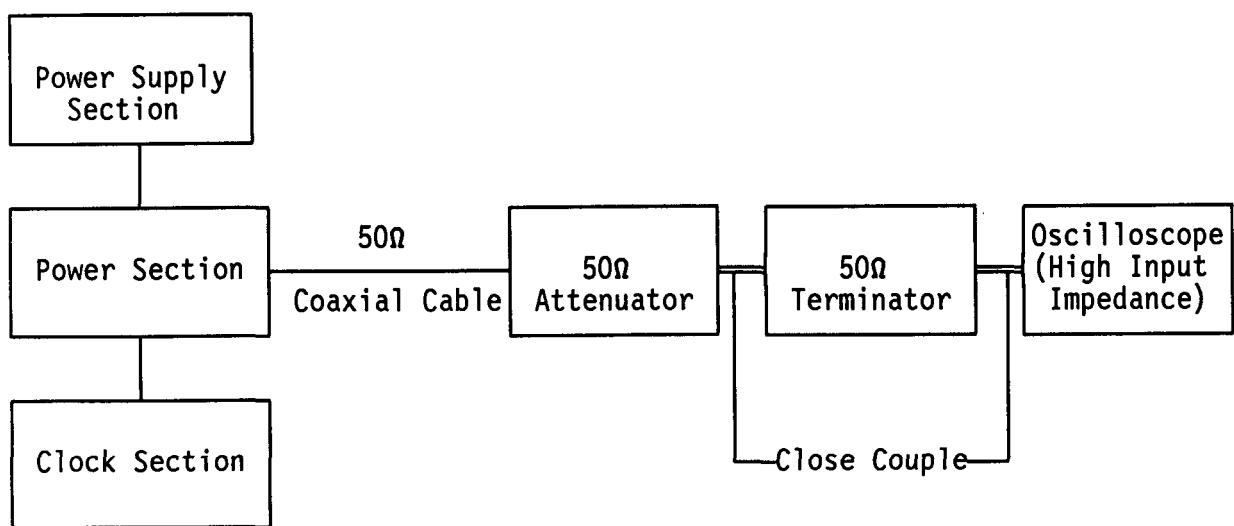 Power Supply
Section
Power Section
Clock Section
50Ω
Coaxial Cable
50Ω
Attenuator
50Ω
Terminator
Oscilloscope
(High Input
Impedance)
Close Couple